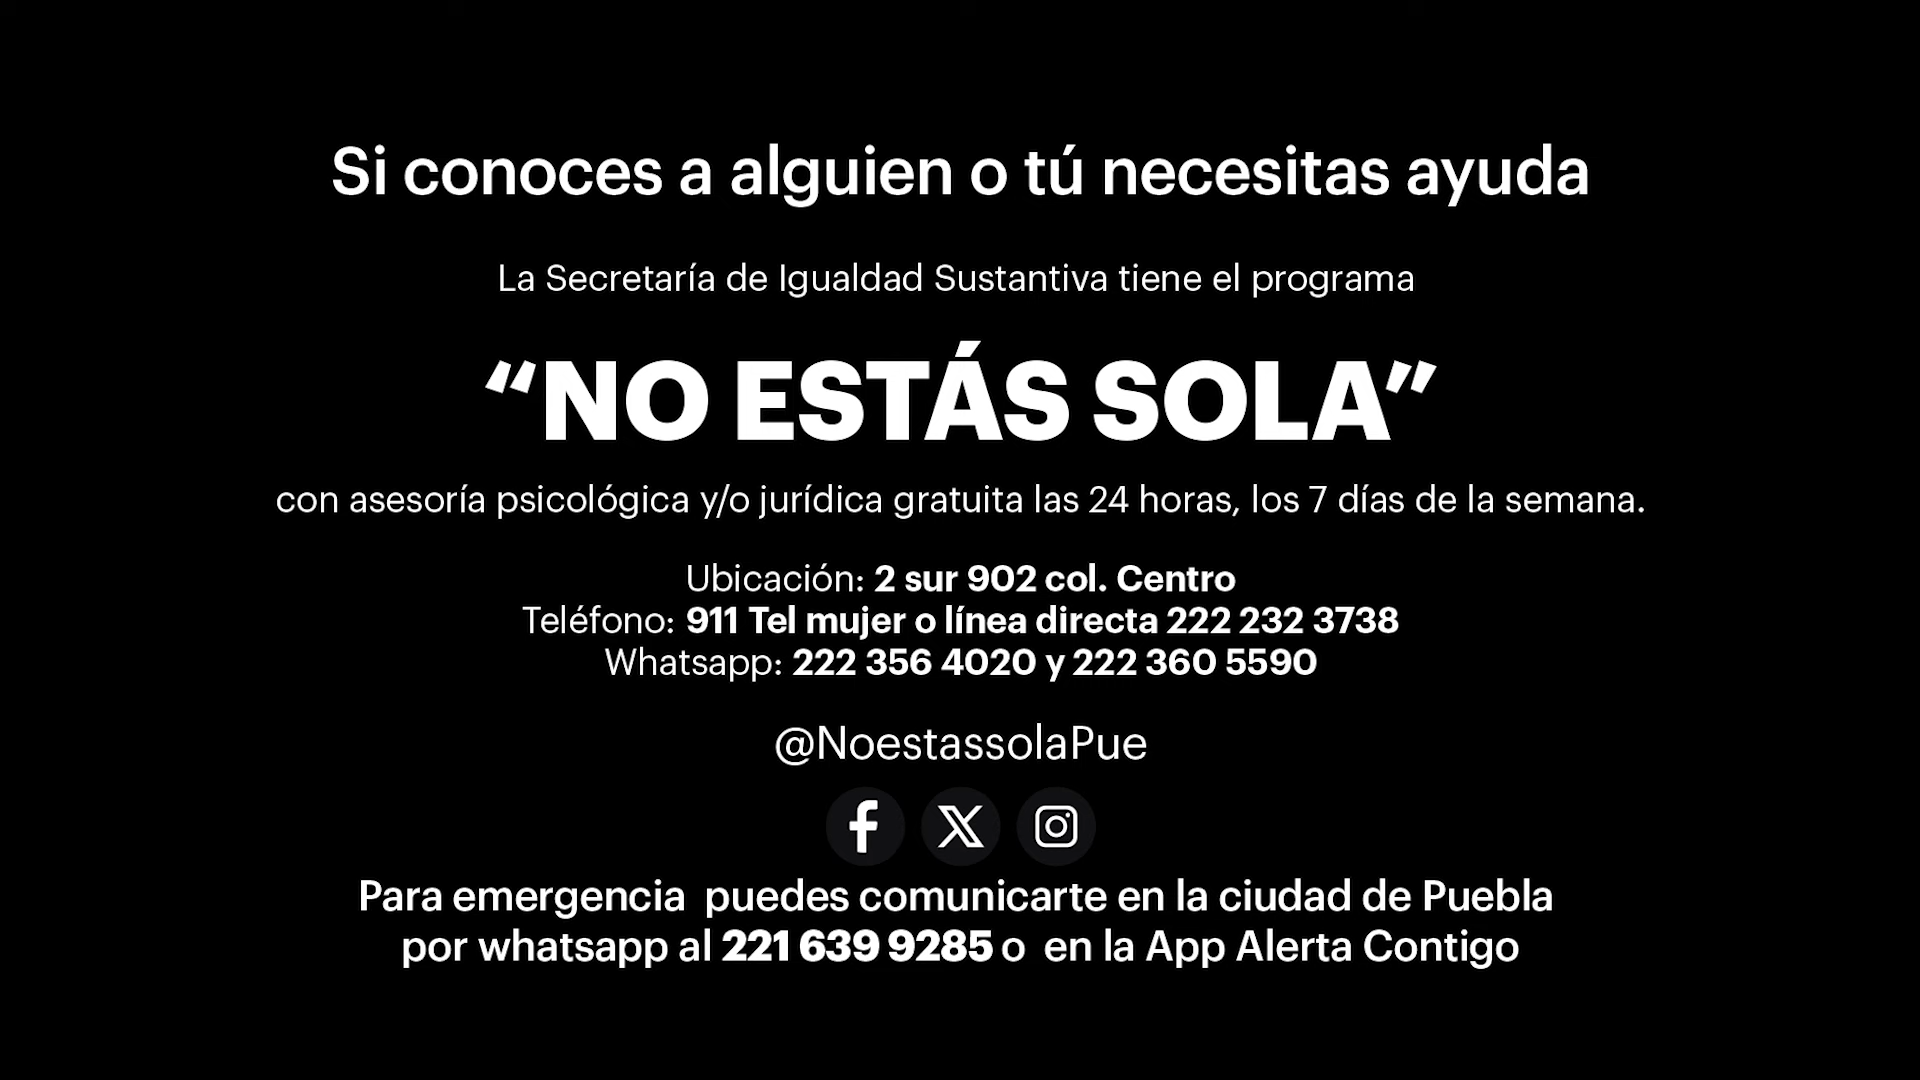 Si conoces a alguien o tú necesitas ayuda
La Secretaría de Igualdad Sustantiva tiene el programa
“NO ESTÁS SOLA”
con asesoría psicológica y/o jurídica gratuita las 24 horas, los 7 días de la semana.
Ubicación: 2 sur 902 col. Centro
Teléfono: 911 Tel mujer o línea directa 222 232 3738
Whatsapp: 222 356 4020 y 222 360 5590
@NoestassolaPue
Para emergencia  puedes comunicarte en la ciudad de Puebla
por whatsapp al 221 639 9285 o  en la App Alerta Contigo